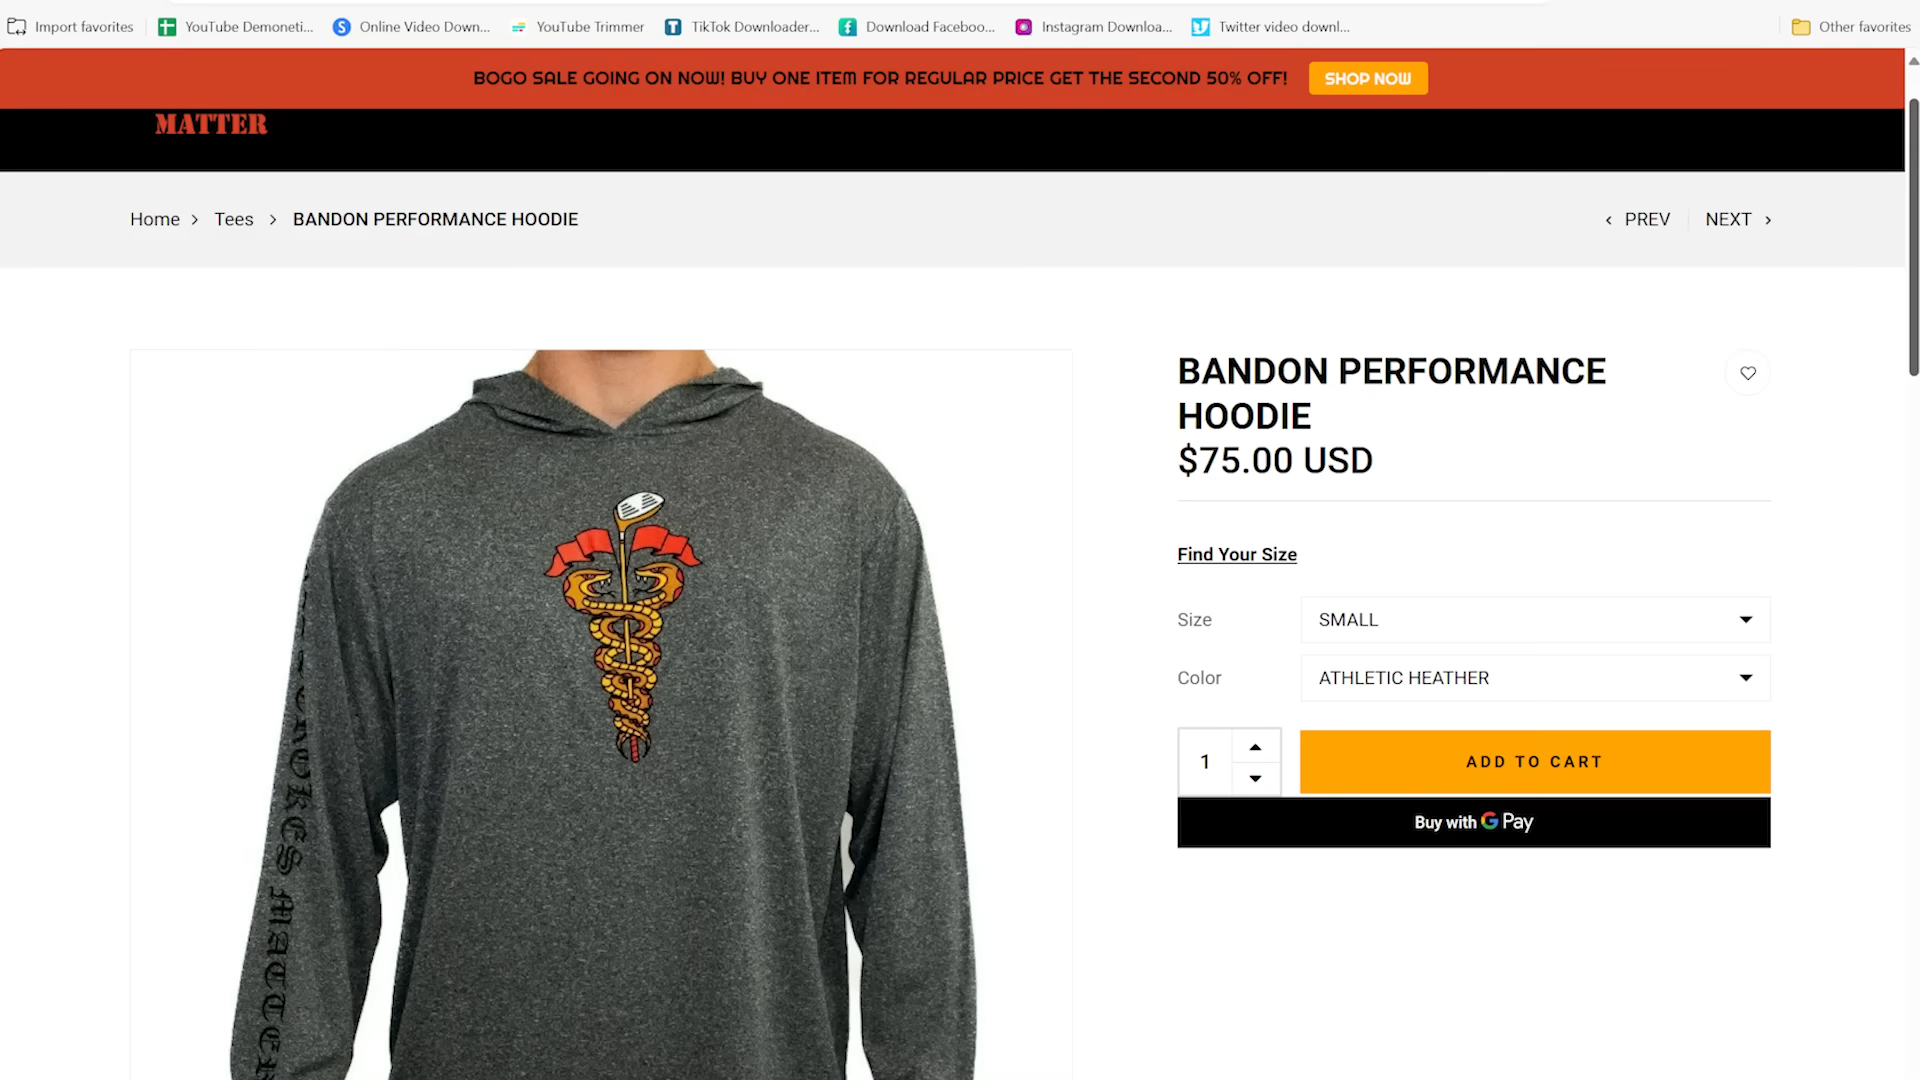 Import favorites
YouTube Demoneti...
Online Video Down...
YouTube Trimmer
TikTok Downloader...
Download Faceboo...
Instagram Downloa...
Twitter video downl...
Other favorites
BOGO SALE GOING ON NOW! BUY ONE ITEM FOR REGULAR PRICE GET THE SECOND 50% OFF!
SHOP NOW
MATTER
Home > Tees > BANDON PERFORMANCE HOODIE
PREV
NEXT
BANDON PERFORMANCE
HOODIE
$75.00 USD
Find Your Size
Size
SMALL
Color
ATHLETIC HEATHER
1
ADD TO CART
Buy with G Pay